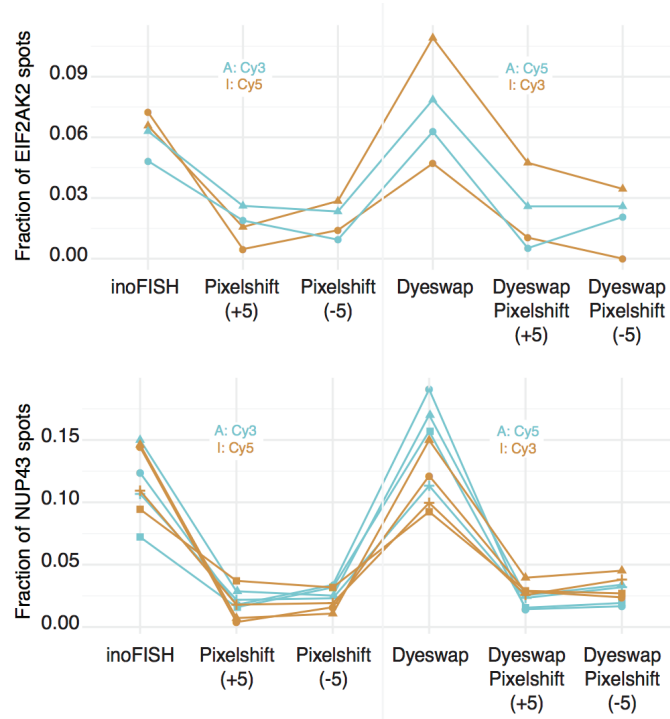 Fraction of EIF2AK2 spots
0.09
0.06
0.03
0.00
A: Cy3
I: Cy5
A: Cy5
I: Cy3
inoFISH
Pixelshift
(+5)
Pixelshift
(-5)
Dyeswap
Dyeswap
Pixelshift
(+5)
Dyeswap
Pixelshift
(-5)
Fraction of NUP43 spots
0.15
0.10
0.05
0.00
A: Cy3
I: Cy5
A: Cy5
I: Cy3
inoFISH
Pixelshift
(+5)
Pixelshift
(-5)
Dyeswap
Dyeswap
Pixelshift
(+5)
Dyeswap
Pixelshift
(-5)